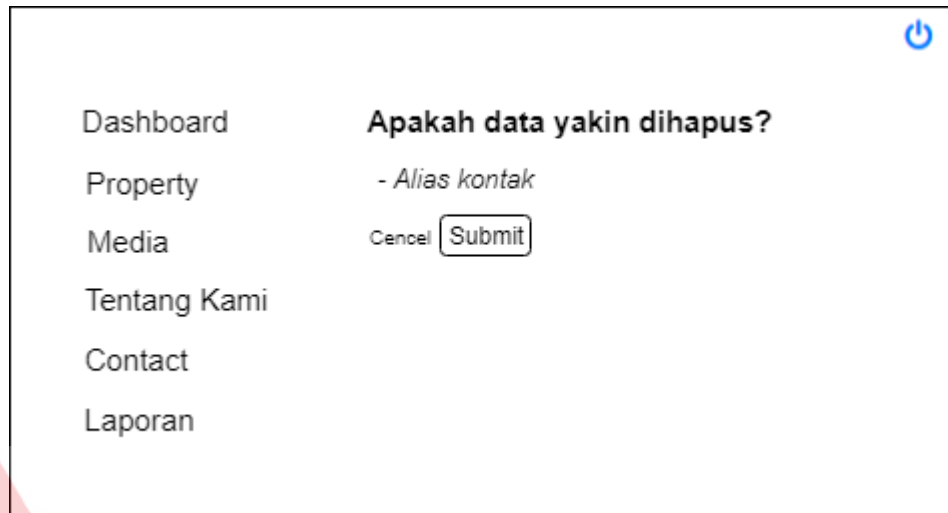 Dashboard
Property
Media
Tentang Kami
Contact
Laporan
Apakah data yakin dihapus?
- Alias kontak
Cencel Submit